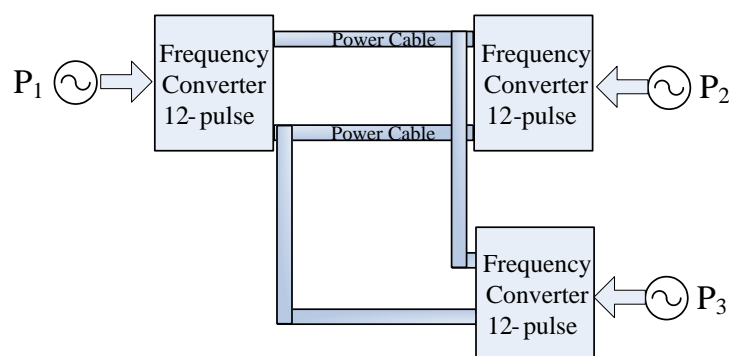 Frequency
Converter
12- pulse
Power Cable
Frequency
Converter
12-pulse
P1
P2
Power Cable
Frequency
Converter
12- pulse
P3